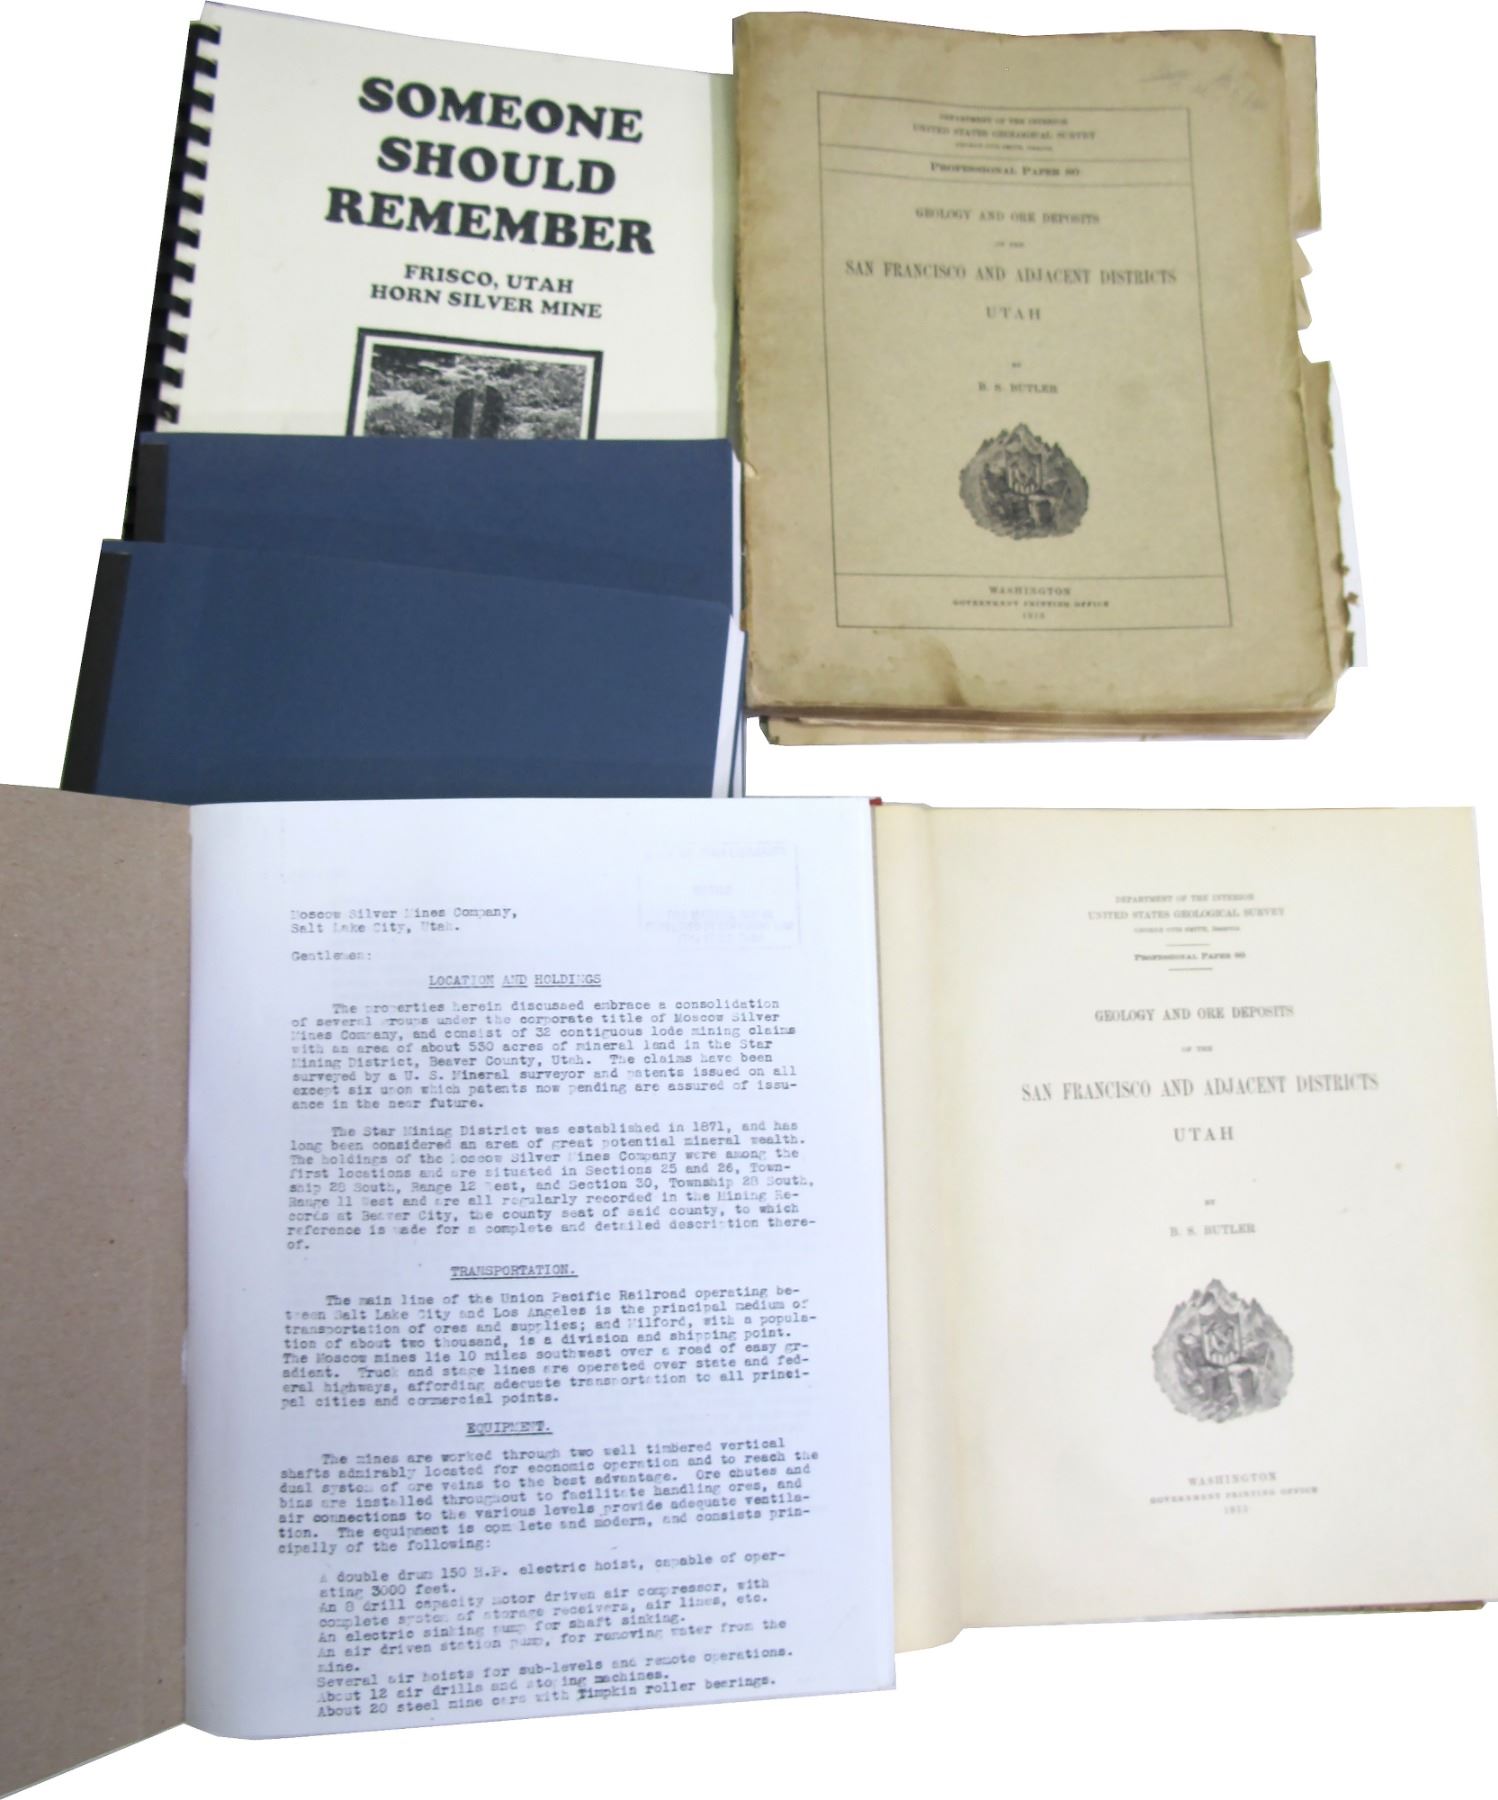 SOMEONE
SHOULD
REMEMBER
FRISCO, UTAH
HORN SILVER MINE
DEPARTMENT OF THE INTERIOR
UNITED STATES GEOLOGICAL SURVEY
GEORGE OTIS SMITH, Director
PROFESSIONAL PAPER 80
GEOLOGY AND ORE DEPOSITS
OF THE
SAN FRANCISCO AND ADJACENT DISTRICTS
UTAH
BY
B. S. BUTLER
WASHINGTON
GOVERNMENT PRINTING OFFICE
1913
Moscow Silver Mines Company,
Salt Lake City, Utah.
Gentlemen:
LOCATION AND HOLDINGS
The properties herein discussed embrace a consolidation
of several groups under the corporate title of Moscow Silver
Mines Company, and consist of 32 contiguous lode mining claims
with an area of about 530 acres of mineral land in the Star
Mining District, Beaver County, Utah. The claims have been
surveyed by a U. S. Mineral surveyor and patents issued on all
except six upon which patents now pending are assured of issu-
ance in the near future.
The Star Mining District was established in 1871, and has
long been considered an area of great potential mineral wealth.
The holdings of the Moscow Silver Mines Company were among the
first locations and are situated in Sections 25 and 26, Town-
ship 28 South, Range 12 West, and Section 30, Township 28 South,
Range 11 West and are all regularly recorded in the Mining Re-
cords at Beaver City, the county seat of said county, to which
reference is made for a complete and detailed description there-
of.
TRANSPORTATION.
The main line of the Union Pacific Railroad operating be-
tween Salt Lake City and Los Angeles is the principal medium of
transportation of ores and supplies; and Milford, with a popula-
tion of about two thousand, is a division and shipping point.
The Moscow mines lie 10 miles southwest over a road of easy gr-
adient. Truck and stage lines are operated over state and fed-
eral highways, affording adecuate transportation to all princi-
pal cities and commercial points.
EQUIPMENT.
The mines are worked through two well timbered vertical
shafts admirably located for economic operation and to reach the
dual system of ore veins to the best advantage. Ore chutes and
bins are installed throughout to facilitate handling ores, and
air connections to the various levels provide adequate ventila-
tion. The equipment is complete and modern, and consists prin-
cipally of the following:
A double drum 150 H.P. electric hoist, capable of oper-
ating 3000 feet.
An 8 drill capacity motor driven air compressor, with
complete system of storage receivers, air lines, etc.
An electric sinking pump for shaft sinking.
An air driven station pump, for removing water from the
mine.
Several air hoists for sub-levels and remote operations.
About 12 air drills and stoping machines.
About 20 steel mine cars with Timpkin roller bearings.
DEPARTMENT OF THE INTERIOR
UNITED STATES GEOLOGICAL SURVEY
GEORGE OTIS SMITH, Director
PROFESSIONAL PAPER 80
GEOLOGY AND ORE DEPOSITS
OF THE
SAN FRANCISCO AND ADJACENT DISTRICTS
UTAH
BY
B. S. BUTLER
WASHINGTON
GOVERNMENT PRINTING OFFICE
1913